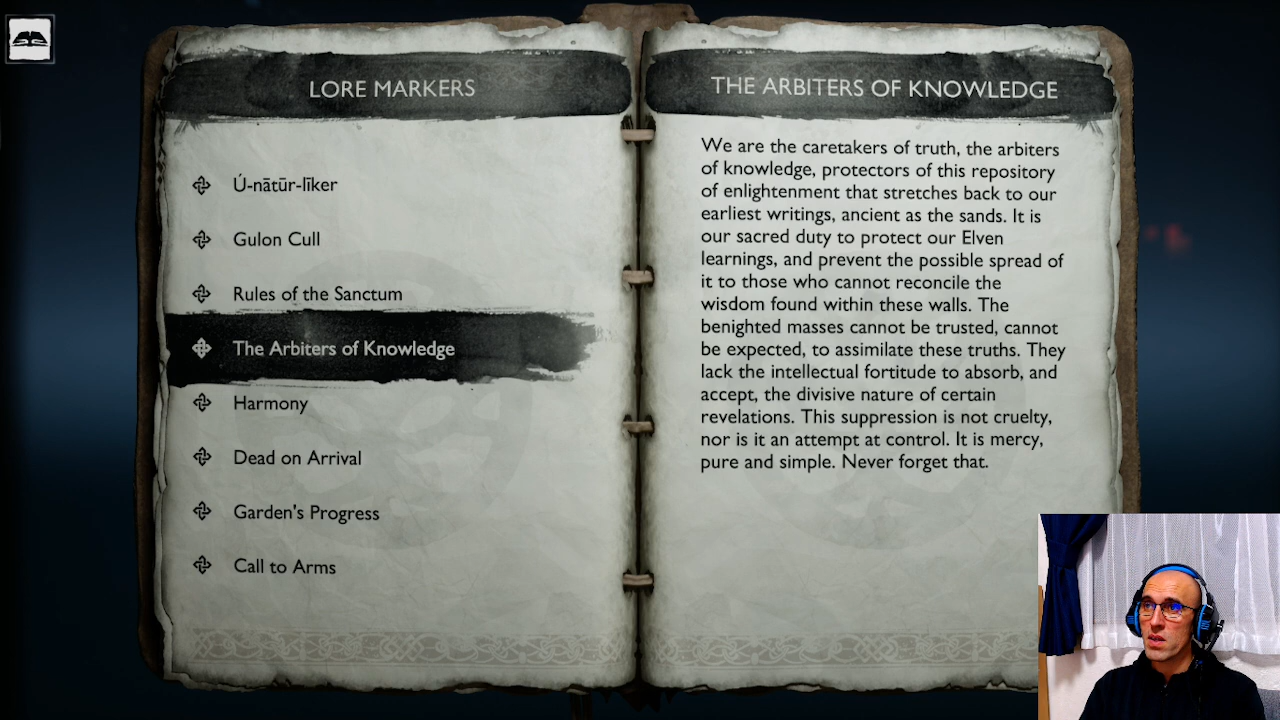 LORE MARKERS
Ú-nātūr-līker
Gulon Cull
Rules of the Sanctum
The Arbiters of Knowledge
Harmony
Dead on Arrival
Garden's Progress
Call to Arms
THE ARBITERS OF KNOWLEDGE
We are the caretakers of truth, the arbiters
of knowledge, protectors of this repository
of enlightenment that stretches back to our
earliest writings, ancient as the sands. It is
our sacred duty to protect our Elven
learnings, and prevent the possible spread of
it to those who cannot reconcile the
wisdom found within these walls. The
benighted masses cannot be trusted, cannot
be expected, to assimilate these truths. They
lack the intellectual fortitude to absorb, and
accept, the divisive nature of certain
revelations. This suppression is not cruelty,
nor is it an attempt at control. It is mercy,
pure and simple. Never forget that.